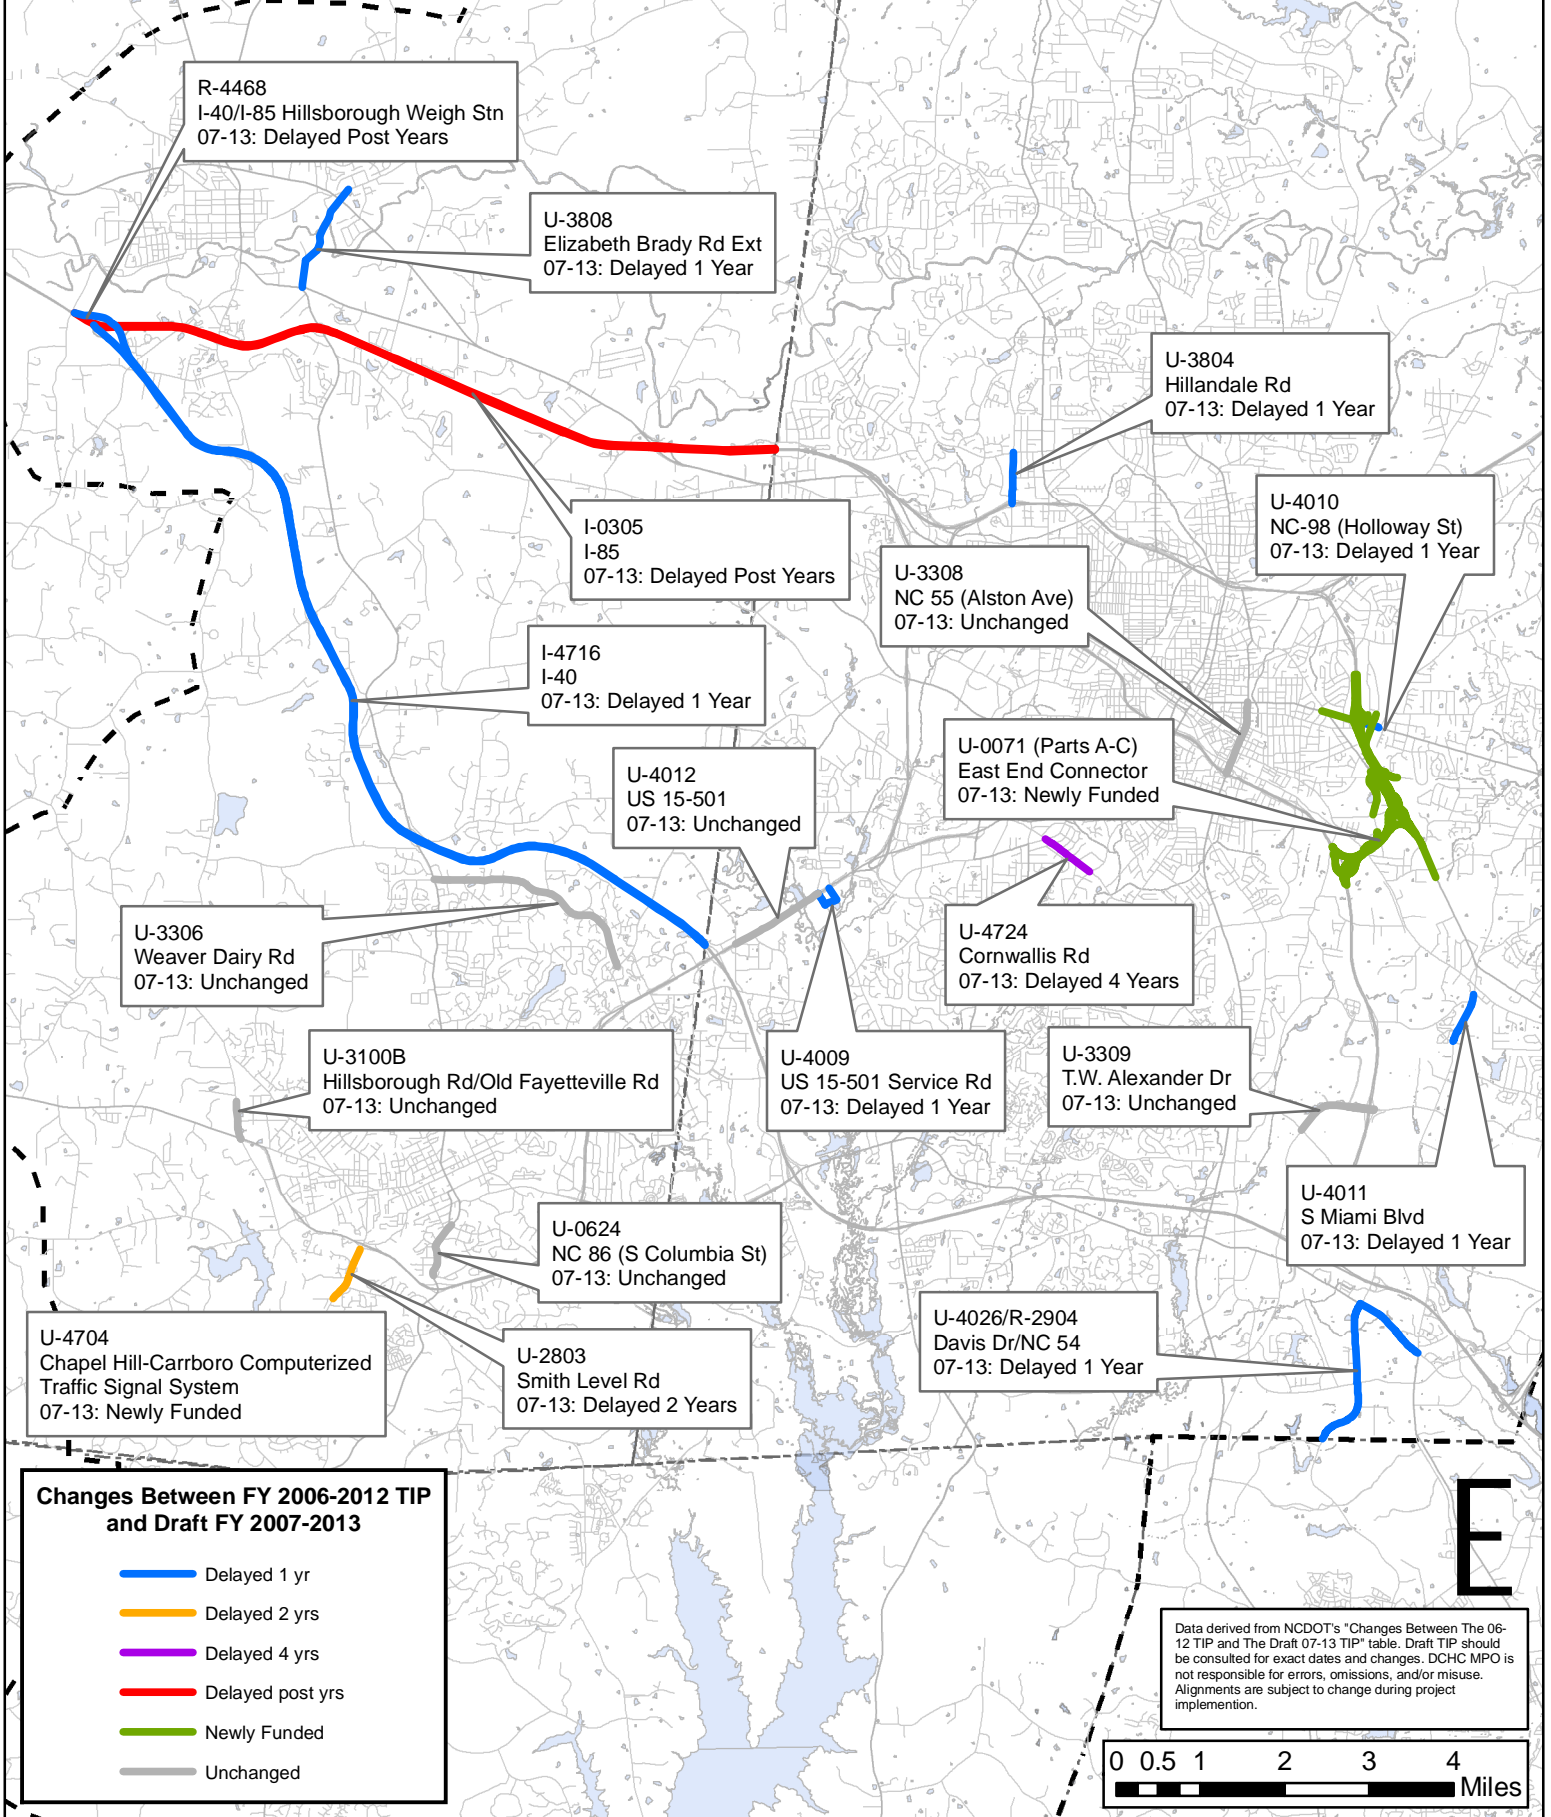 R-4468
I-40/I-85 Hillsborough Weigh Stn
07-13: Delayed Post Years
U-3808
Elizabeth Brady Rd Ext
07-13: Delayed 1 Year
U-3804
Hillandale Rd
07-13: Delayed 1 Year
U-4010
NC-98 (Holloway St)
07-13: Delayed 1 Year
I-0305
I-85
07-13: Delayed Post Years
U-3308
NC 55 (Alston Ave)
07-13: Unchanged
I-4716
I-40
07-13: Delayed 1 Year
U-0071 (Parts A-C)
East End Connector
07-13: Newly Funded
U-4012
US 15-501
07-13: Unchanged
U-3306
Weaver Dairy Rd
07-13: Unchanged
U-4724
Cornwallis Rd
07-13: Delayed 4 Years
U-3100B
Hillsborough Rd/Old Fayetteville Rd
07-13: Unchanged
U-4009
US 15-501 Service Rd
07-13: Delayed 1 Year
U-3309
T.W. Alexander Dr
07-13: Unchanged
U-4011
S Miami Blvd
07-13: Delayed 1 Year
U-0624
NC 86 (S Columbia St)
07-13: Unchanged
U-4026/R-2904
Davis Dr/NC 54
07-13: Delayed 1 Year
U-4704
Chapel Hill-Carrboro Computerized
Traffic Signal System
07-13: Newly Funded
U-2803
Smith Level Rd
07-13: Delayed 2 Years
Changes Between FY 2006-2012 TIP
and Draft FY 2007-2013
Delayed 1 yr
Delayed 2 yrs
Delayed 4 yrs
Delayed post yrs
Newly Funded
Unchanged
E
Data derived from NCDOT's "Changes Between The 06-
12 TIP and The Draft 07-13 TIP" table. Draft TIP should
be consulted for exact dates and changes. DCHC MPO is
not responsible for errors, omissions, and/or misuse.
Alignments are subject to change during project
implemention.
0 0.5 1 2 3 4
Miles